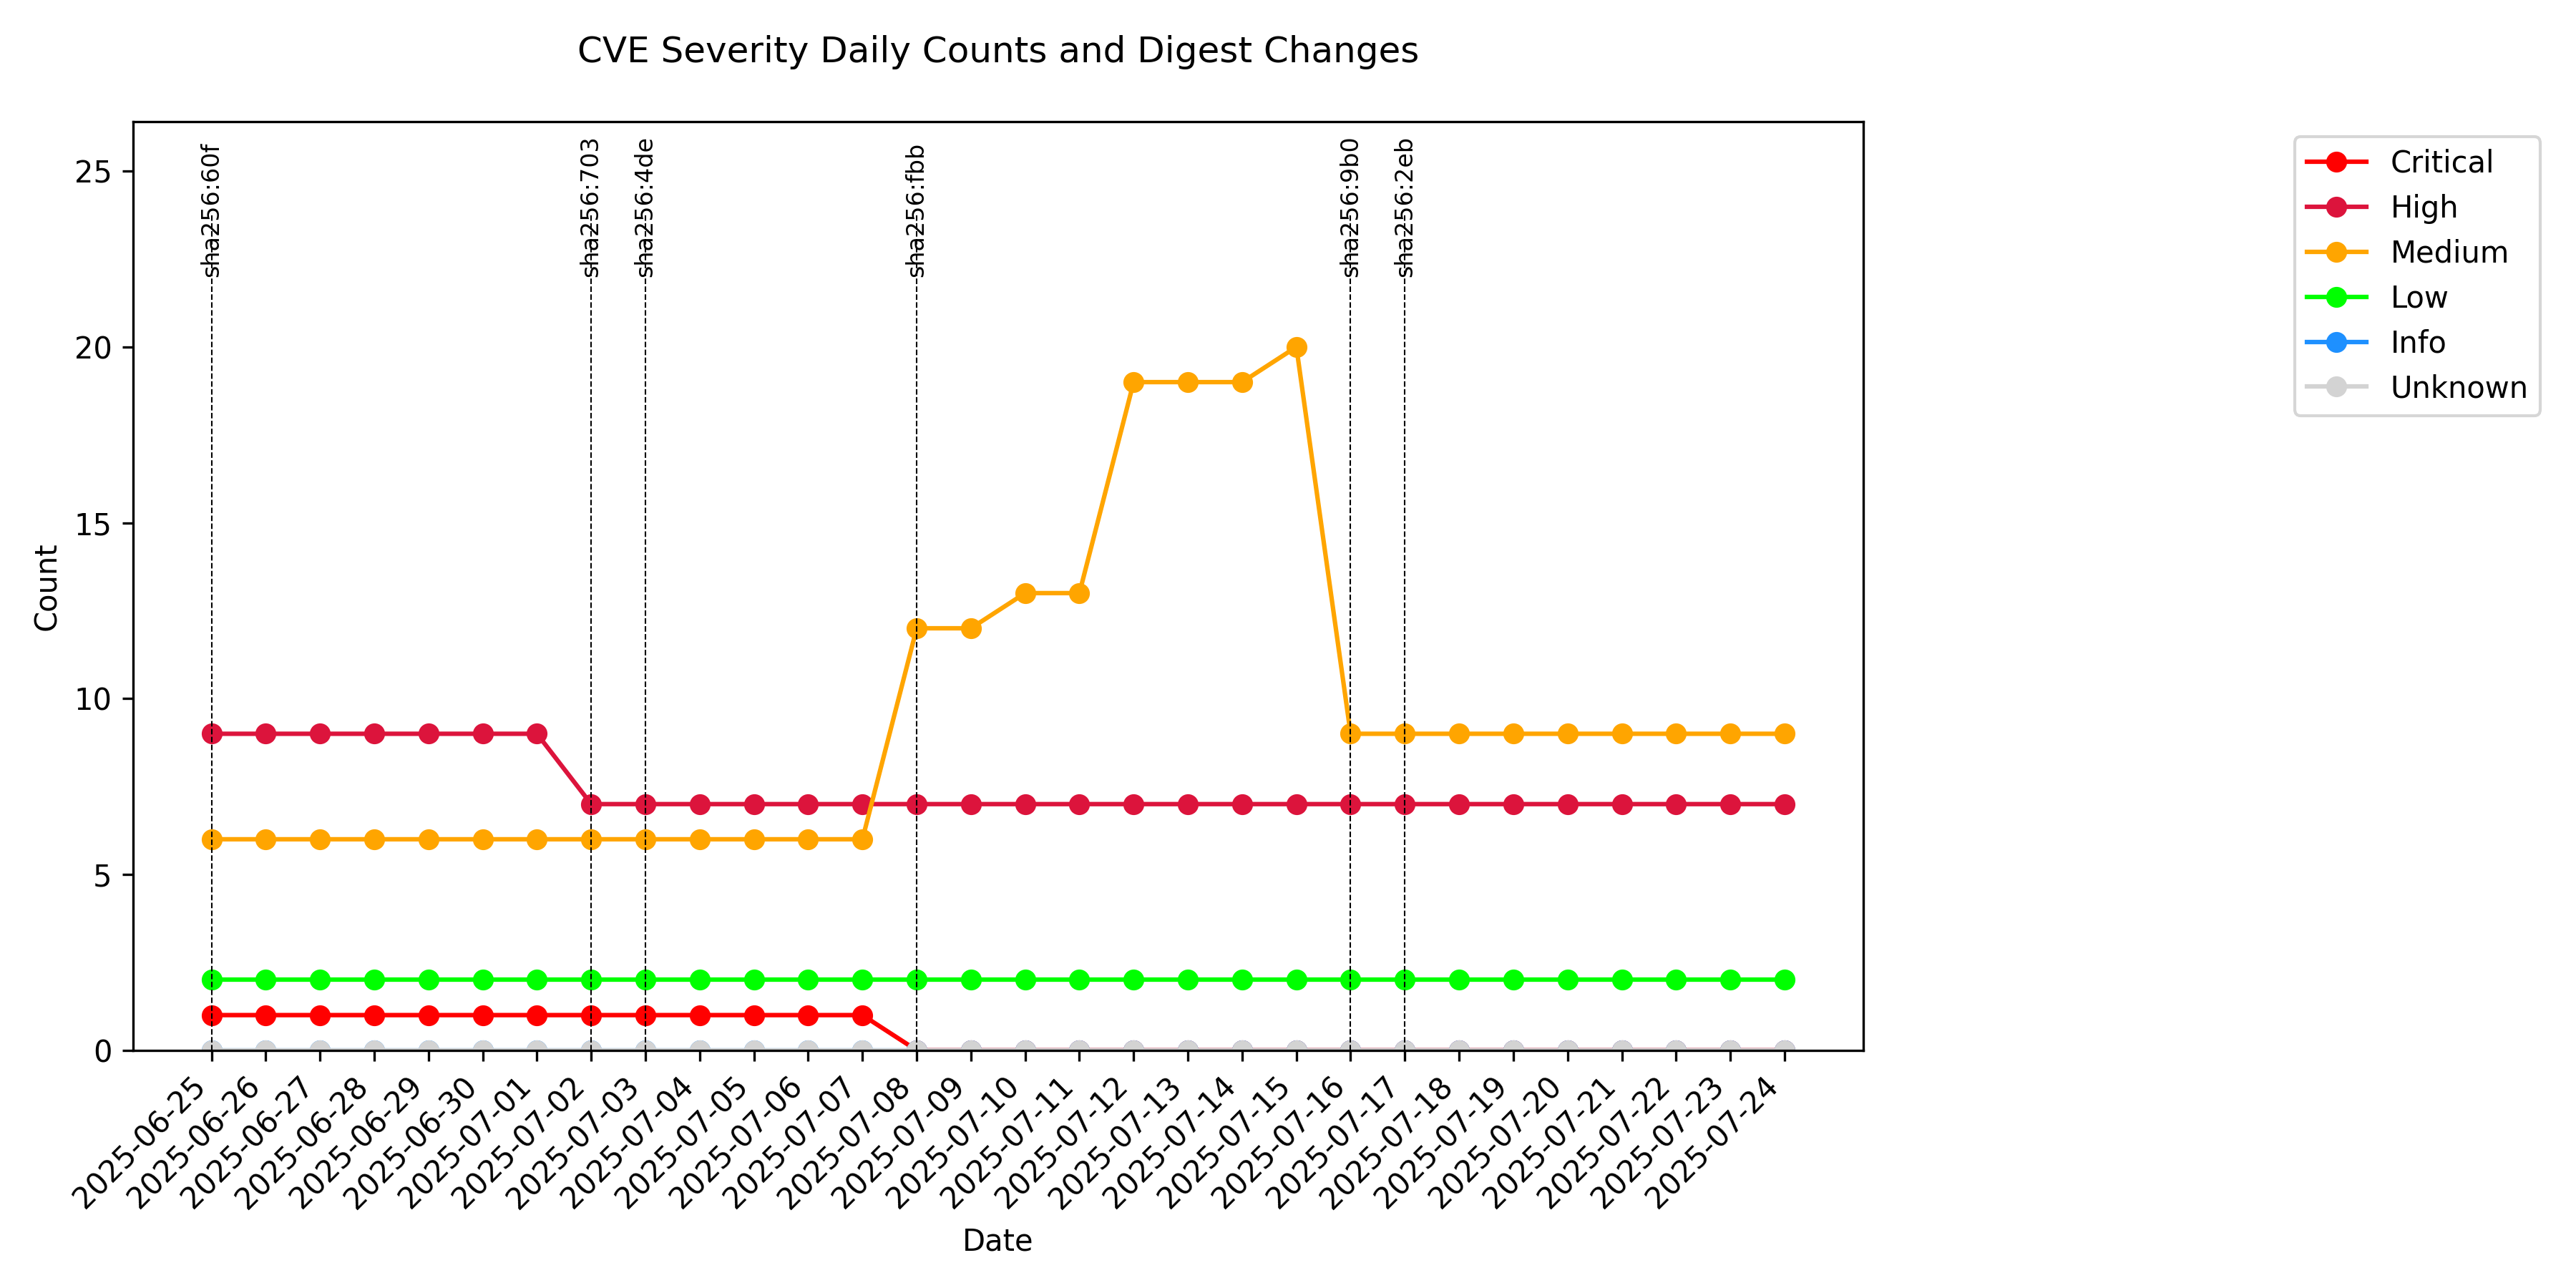 CVE Severity Daily Counts and Digest Changes
sha256:60f
sha256:703
sha256:4de
sha256:fbb
sha256:9b0
sha256:2eb
Critical
High
Medium
Low
Info
Unknown
25
20
15
10
5
0
Count
2025-06-25
2025-06-26
2025-06-27
2025-06-28
2025-06-29
2025-06-30
2025-07-01
2025-07-02
2025-07-03
2025-07-04
2025-07-05
2025-07-06
2025-07-07
2025-07-08
2025-07-09
2025-07-10
2025-07-11
2025-07-12
2025-07-13
2025-07-14
2025-07-15
2025-07-16
2025-07-17
2025-07-18
2025-07-19
2025-07-20
2025-07-21
2025-07-22
2025-07-23
2025-07-24
Date